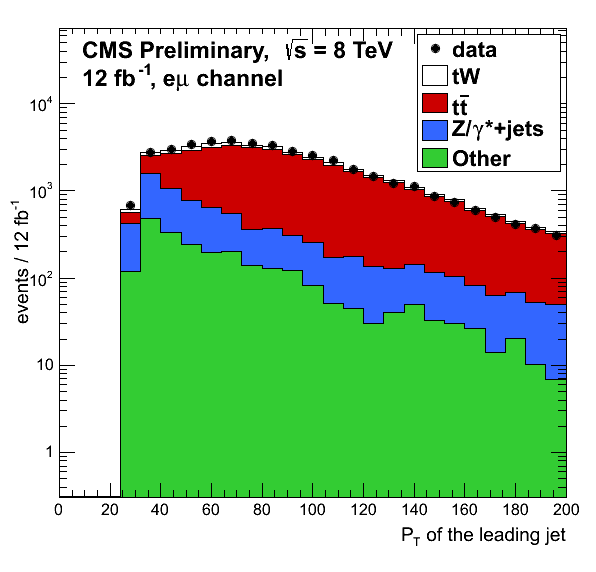 CMS Preliminary, √s = 8 TeV
12 fb⁻¹, eμ channel
data
tW
tt̄
Z/γ*+jets
Other
events / 12 fb⁻¹
10⁴
10³
10²
10
1
0 20 40 60 80 100 120 140 160 180 200
P_T of the leading jet